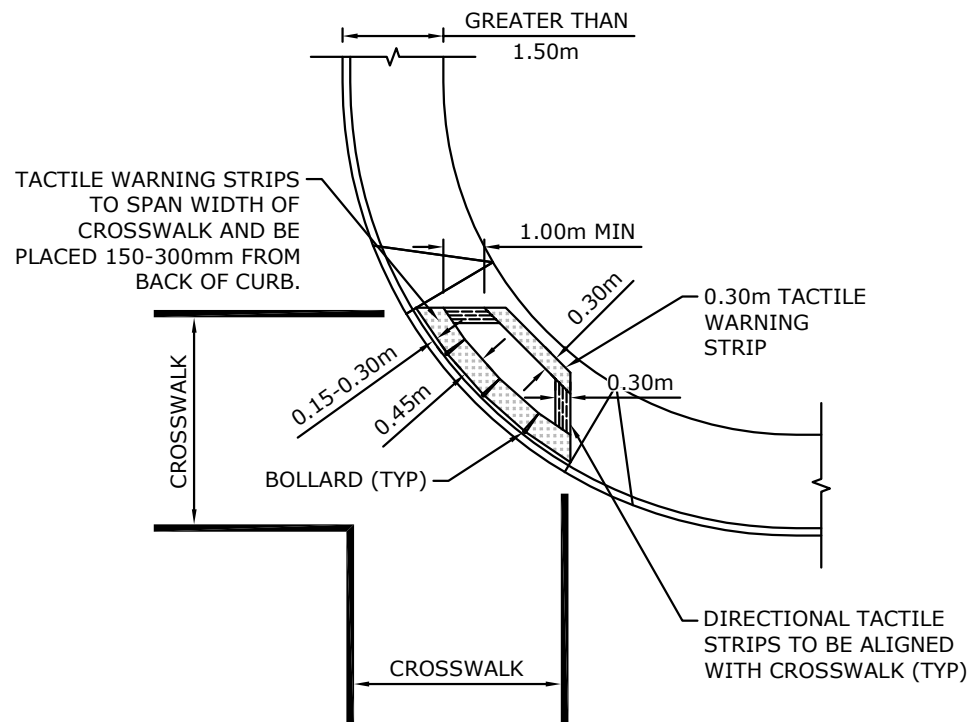 GREATER THAN
1.50m
TACTILE WARNING STRIPS
TO SPAN WIDTH OF
CROSSWALK AND BE
PLACED 150-300mm FROM
BACK OF CURB.
1.00m MIN
0.30m
0.30m TACTILE
WARNING
STRIP
0.15-0.30m
0.45m
0.30m
CROSSWALK
BOLLARD (TYP)
DIRECTIONAL TACTILE
STRIPS TO BE ALIGNED
WITH CROSSWALK (TYP)
CROSSWALK